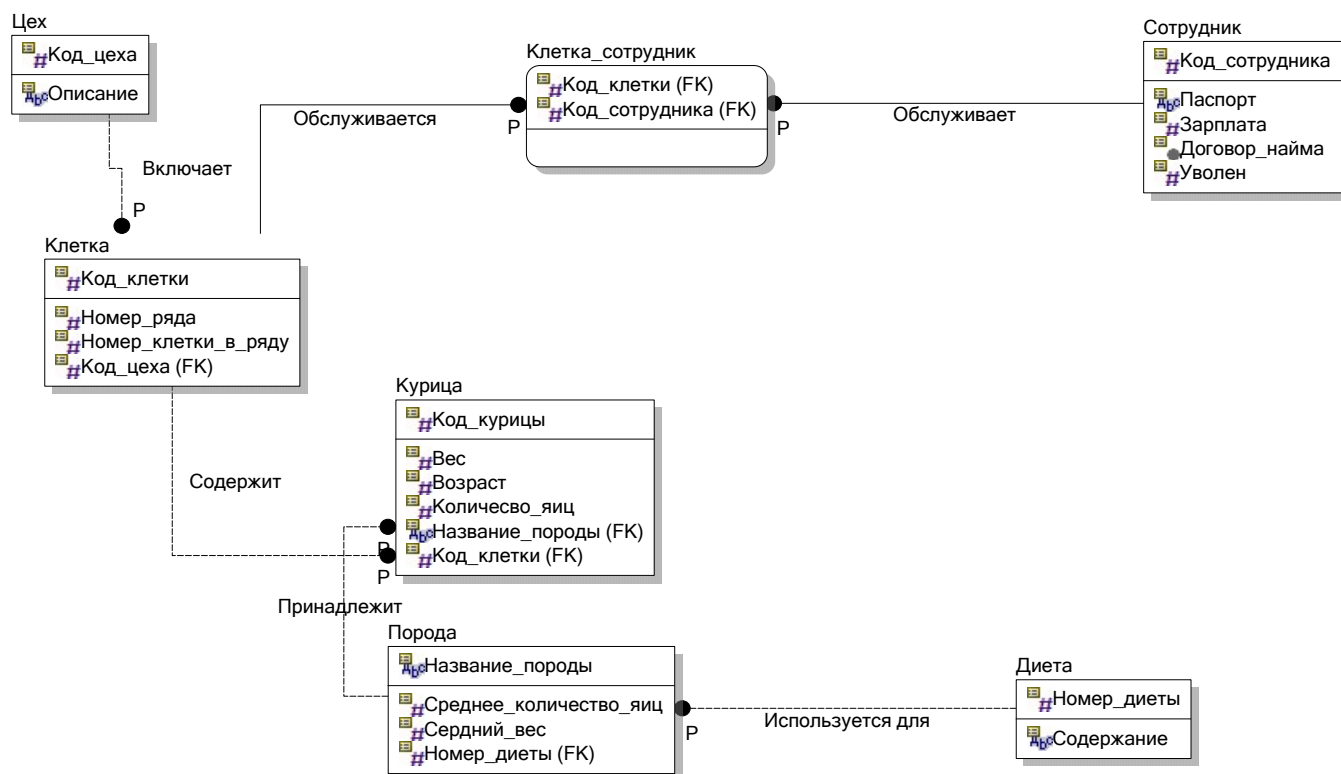 Цех
#Код_цеха
Описание
Включает
P
Клетка
#Код_клетки
#Номер_ряда
#Номер_клетки_в_ряду
#Код_цеха (FK)
Обслуживается
P
Клетка_сотрудник
#Код_клетки (FK)
#Код_сотрудника (FK)
P
Обслуживает
Сотрудник
#Код_сотрудника
Паспорт
#Зарплата
Договор_найма
#Уволен
Содержит
Курица
#Код_курицы
#Вес
#Возраст
#Количесво_яиц
Название_породы (FK)
#Код_клетки (FK)
P
P
Принадлежит
Порода
Название_породы
#Среднее_количество_яиц
#Сердний_вес
#Номер_диеты (FK)
P
Используется для
Диета
#Номер_диеты
Содержание